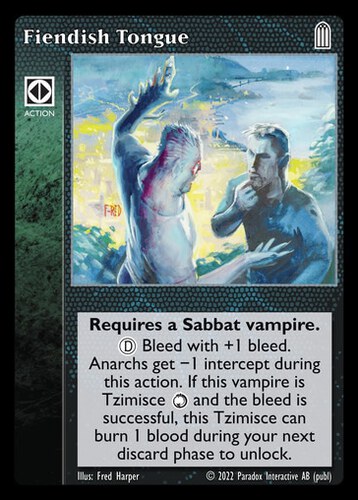 Fiendish Tongue
ACTION
F-RED
Requires a Sabbat vampire.
D Bleed with +1 bleed.
Anarchs get −1 intercept during
this action. If this vampire is
Tzimisce and the bleed is
successful, this Tzimisce can
burn 1 blood during your next
discard phase to unlock.
Illus: Fred Harper © 2022 Paradox Interactive AB (publ)